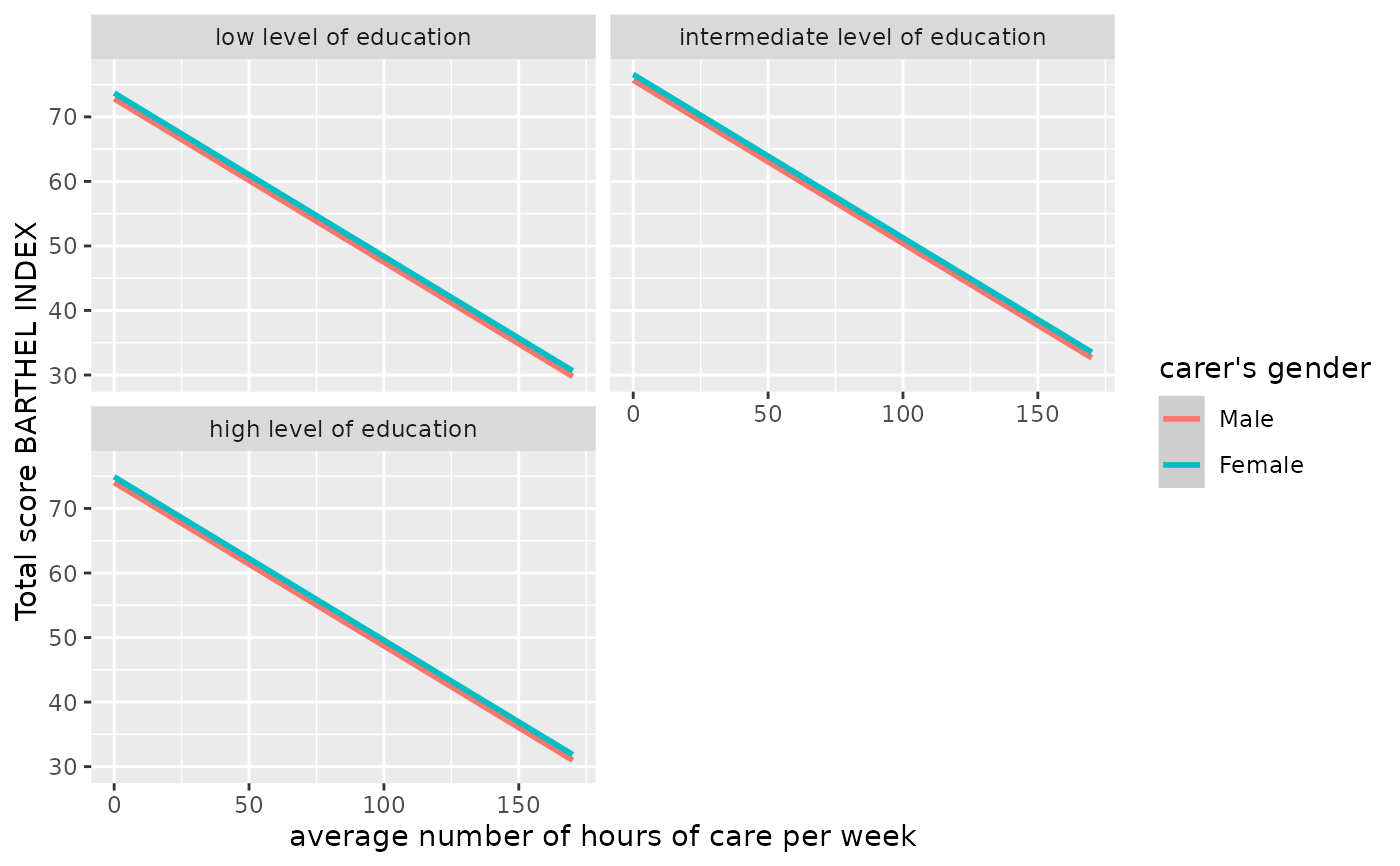 low level of education
intermediate level of education
70
60
50
40
30
0 50 100 150
high level of education
70
60
50
40
30
0 50 100 150
average number of hours of care per week
Total score BARTHEL INDEX
carer's gender
Male
Female